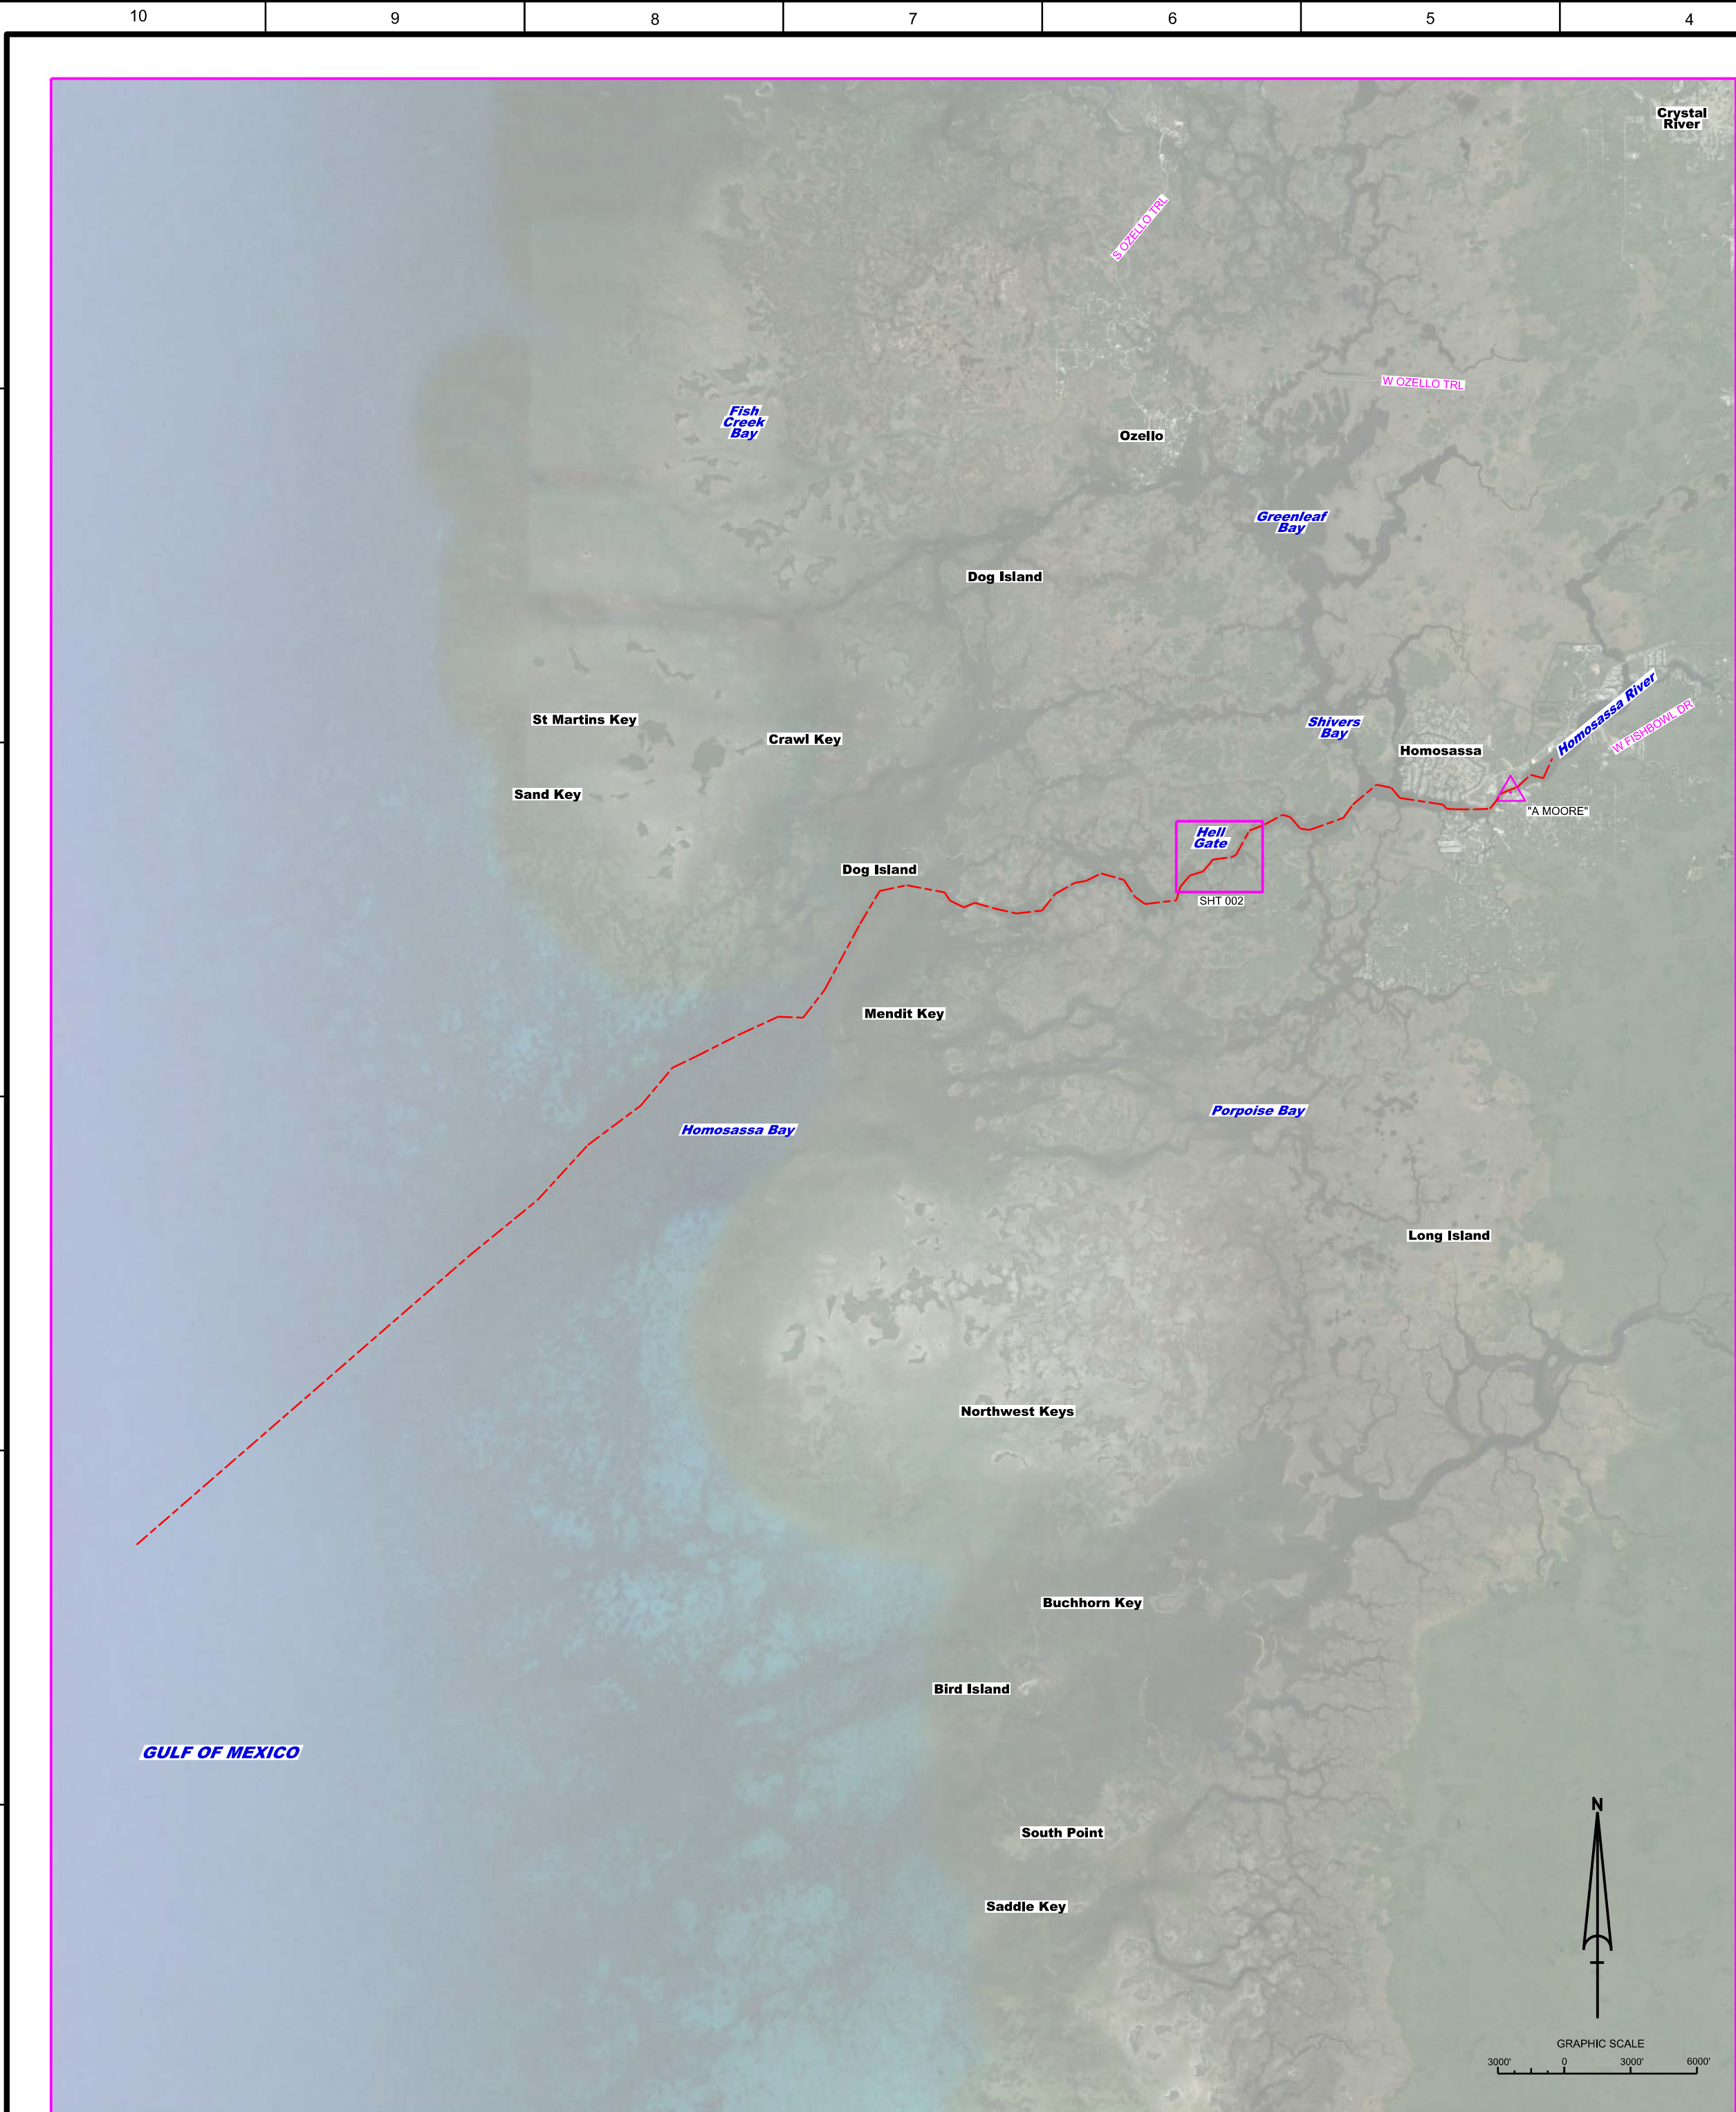 10 9 8 7 6 5 4
Crystal
River
S OZELLO TRL
W OZELLO TRL
Fish
Creek
Bay
Ozello
Greenleaf
Bay
Dog Island
Homosassa River
W FISHBOWL DR
St Martins Key
Shivers
Bay
Crawl Key
Homosassa
Sand Key
"A MOORE"
Hell
Gate
Dog Island
SHT 002
Mendit Key
Porpoise Bay
Homosassa Bay
Long Island
Northwest Keys
Buchhorn Key
Bird Island
GULF OF MEXICO
N
South Point
Saddle Key
GRAPHIC SCALE
3000' 0 3000' 6000'